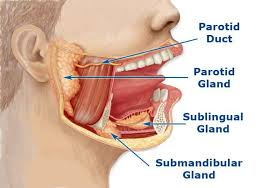 Parotid
Duct
Parotid
Gland
Sublingual
Gland
Submandibular
Gland